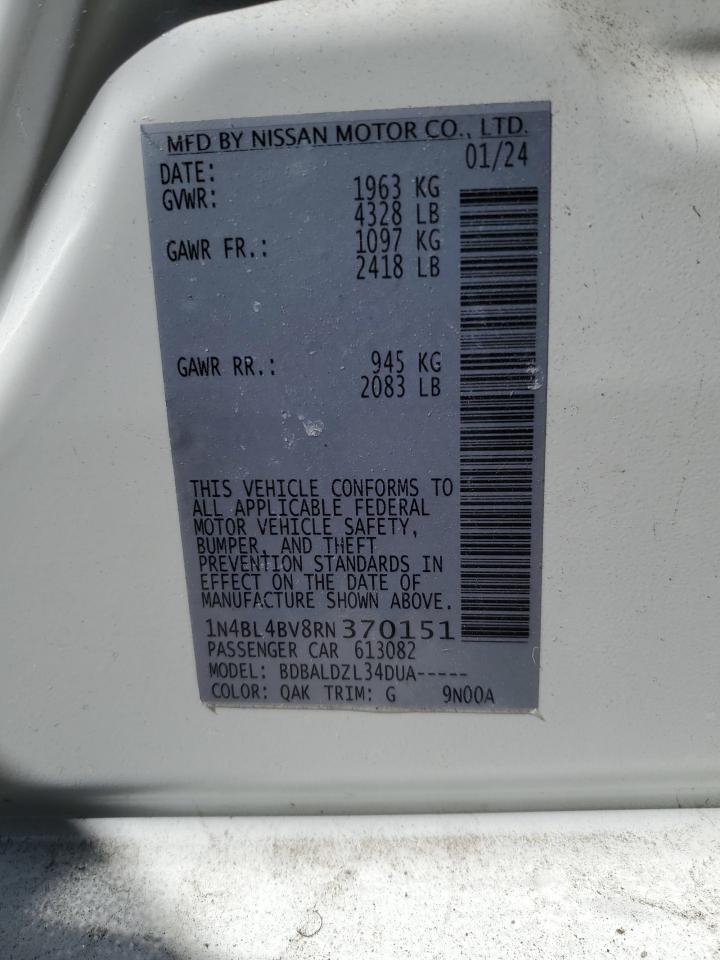 MFD BY NISSAN MOTOR CO., LTD.
DATE: 01/24
GVWR: 1963 KG
4328 LB
GAWR FR.: 1097 KG
2418 LB
GAWR RR.: 945 KG
2083 LB
THIS VEHICLE CONFORMS TO
ALL APPLICABLE FEDERAL
MOTOR VEHICLE SAFETY,
BUMPER, AND THEFT
PREVENTION STANDARDS IN
EFFECT ON THE DATE OF
MANUFACTURE SHOWN ABOVE.
1N4BL4BV8RN370151
PASSENGER CAR 613082
MODEL: BDBALDZL34DUA-----
COLOR: QAK TRIM: G 9N00A